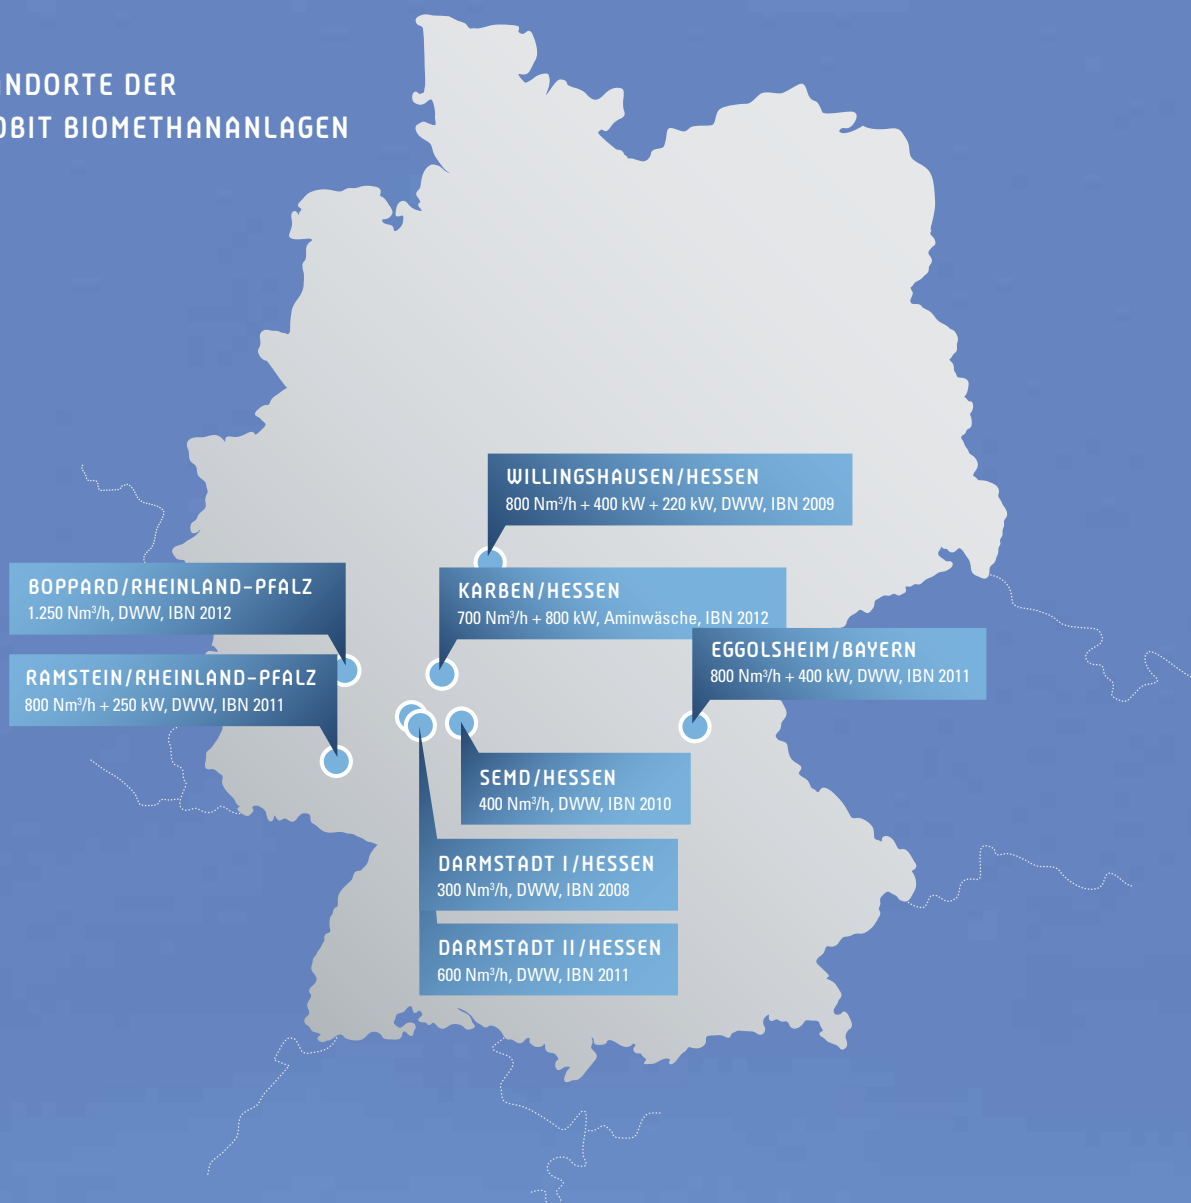 ANDORTE DER
OBIT BIOMETHANANLAGEN
WILLINGSHAUSEN/HESSEN
800 Nm³/h + 400 kW + 220 kW, DWW, IBN 2009
BOPPARD/RHEINLAND-PFALZ
1.250 Nm³/h, DWW, IBN 2012
KARBEN/HESSEN
700 Nm³/h + 800 kW, Aminwäsche, IBN 2012
EGGOLSHEIM/BAYERN
800 Nm³/h + 400 kW, DWW, IBN 2011
RAMSTEIN/RHEINLAND-PFALZ
800 Nm³/h + 250 kW, DWW, IBN 2011
SEMD/HESSEN
400 Nm³/h, DWW, IBN 2010
DARMSTADT I/HESSEN
300 Nm³/h, DWW, IBN 2008
DARMSTADT II/HESSEN
600 Nm³/h, DWW, IBN 2011